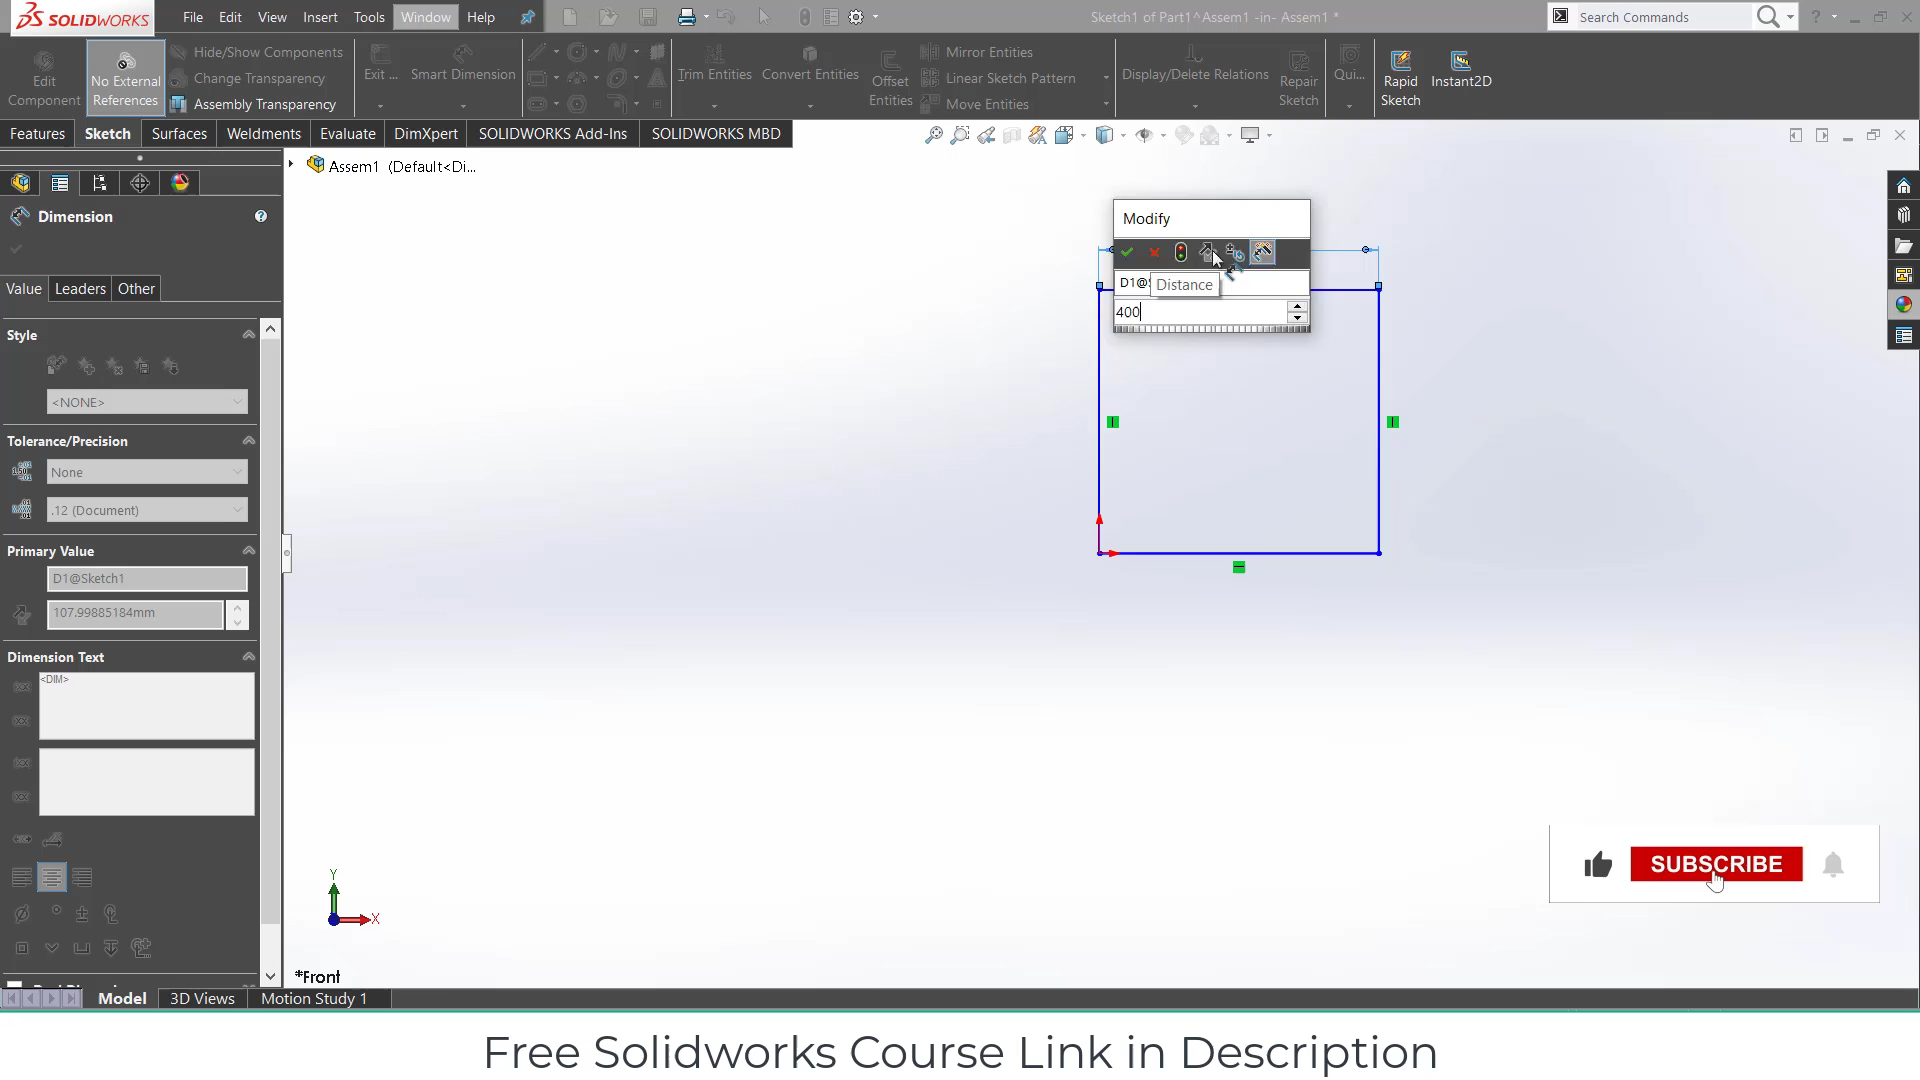 SOLIDWORKS
File Edit View Insert Tools Window Help
Sketch1 of Part1^Assem1 -in- Assem1 *
Search Commands
Edit Component
No External References
Hide/Show Components
Change Transparency
Assembly Transparency
Exit ...
Smart Dimension
Trim Entities
Convert Entities
Offset Entities
Mirror Entities
Linear Sketch Pattern
Move Entities
Display/Delete Relations
Repair Sketch
Qui...
Rapid Sketch
Instant2D
Features Sketch Surfaces Weldments Evaluate DimXpert SOLIDWORKS Add-Ins SOLIDWORKS MBD
Assem1 (Default<Di...
Dimension
Value Leaders Other
Style
<NONE>
Tolerance/Precision
None
.12 (Document)
Primary Value
D1@Sketch1
107.99885184mm
Dimension Text
<DIM>
Modify
D1@S
Distance
400
Y
X
*Front
SUBSCRIBE
Model 3D Views Motion Study 1
Free Solidworks Course Link in Description